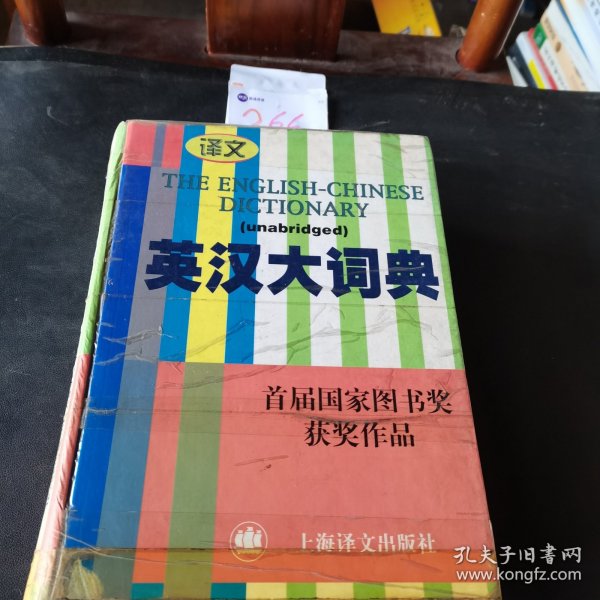 266
译文
THE ENGLISH-CHINESE
DICTIONARY
(unabridged)
英汉大词典
首届国家图书奖
获奖作品
上海译文出版社
孔夫子旧书网
www.kongfz.com